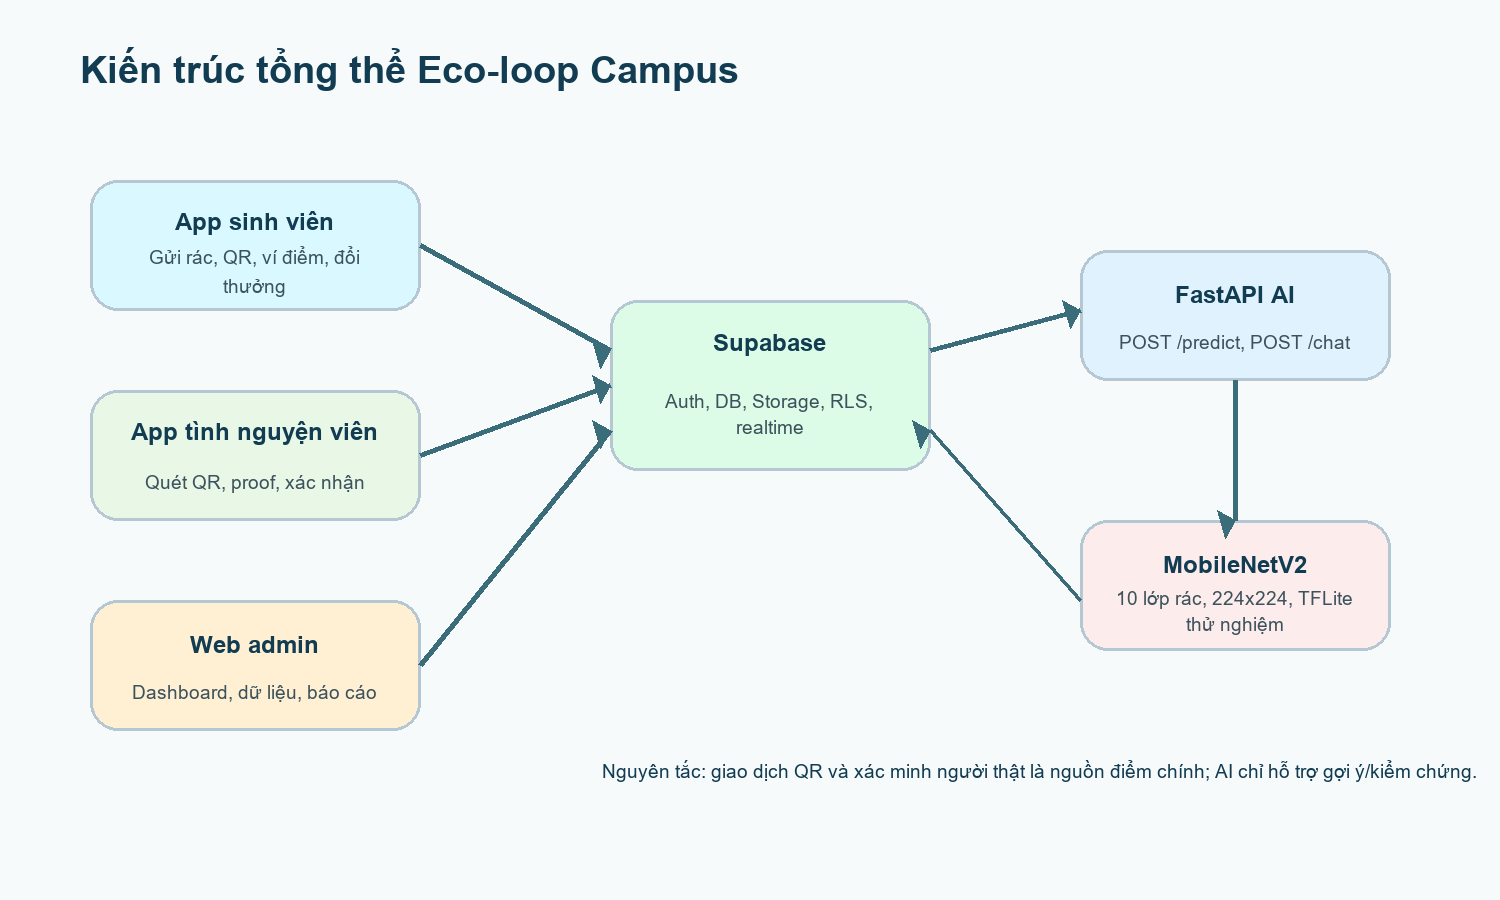 Kiến trúc tổng thể Eco-loop Campus
App sinh viên
Gửi rác, QR, ví điểm, đổi
thưởng
App tình nguyện viên
Quét QR, proof, xác nhận
Web admin
Dashboard, dữ liệu, báo cáo
Supabase
Auth, DB, Storage, RLS,
realtime
FastAPI AI
POST /predict, POST /chat
MobileNetV2
10 lớp rác, 224x224, TFLite
thử nghiệm
Nguyên tắc: giao dịch QR và xác minh người thật là nguồn điểm chính; AI chỉ hỗ trợ gợi ý/kiểm chứng.